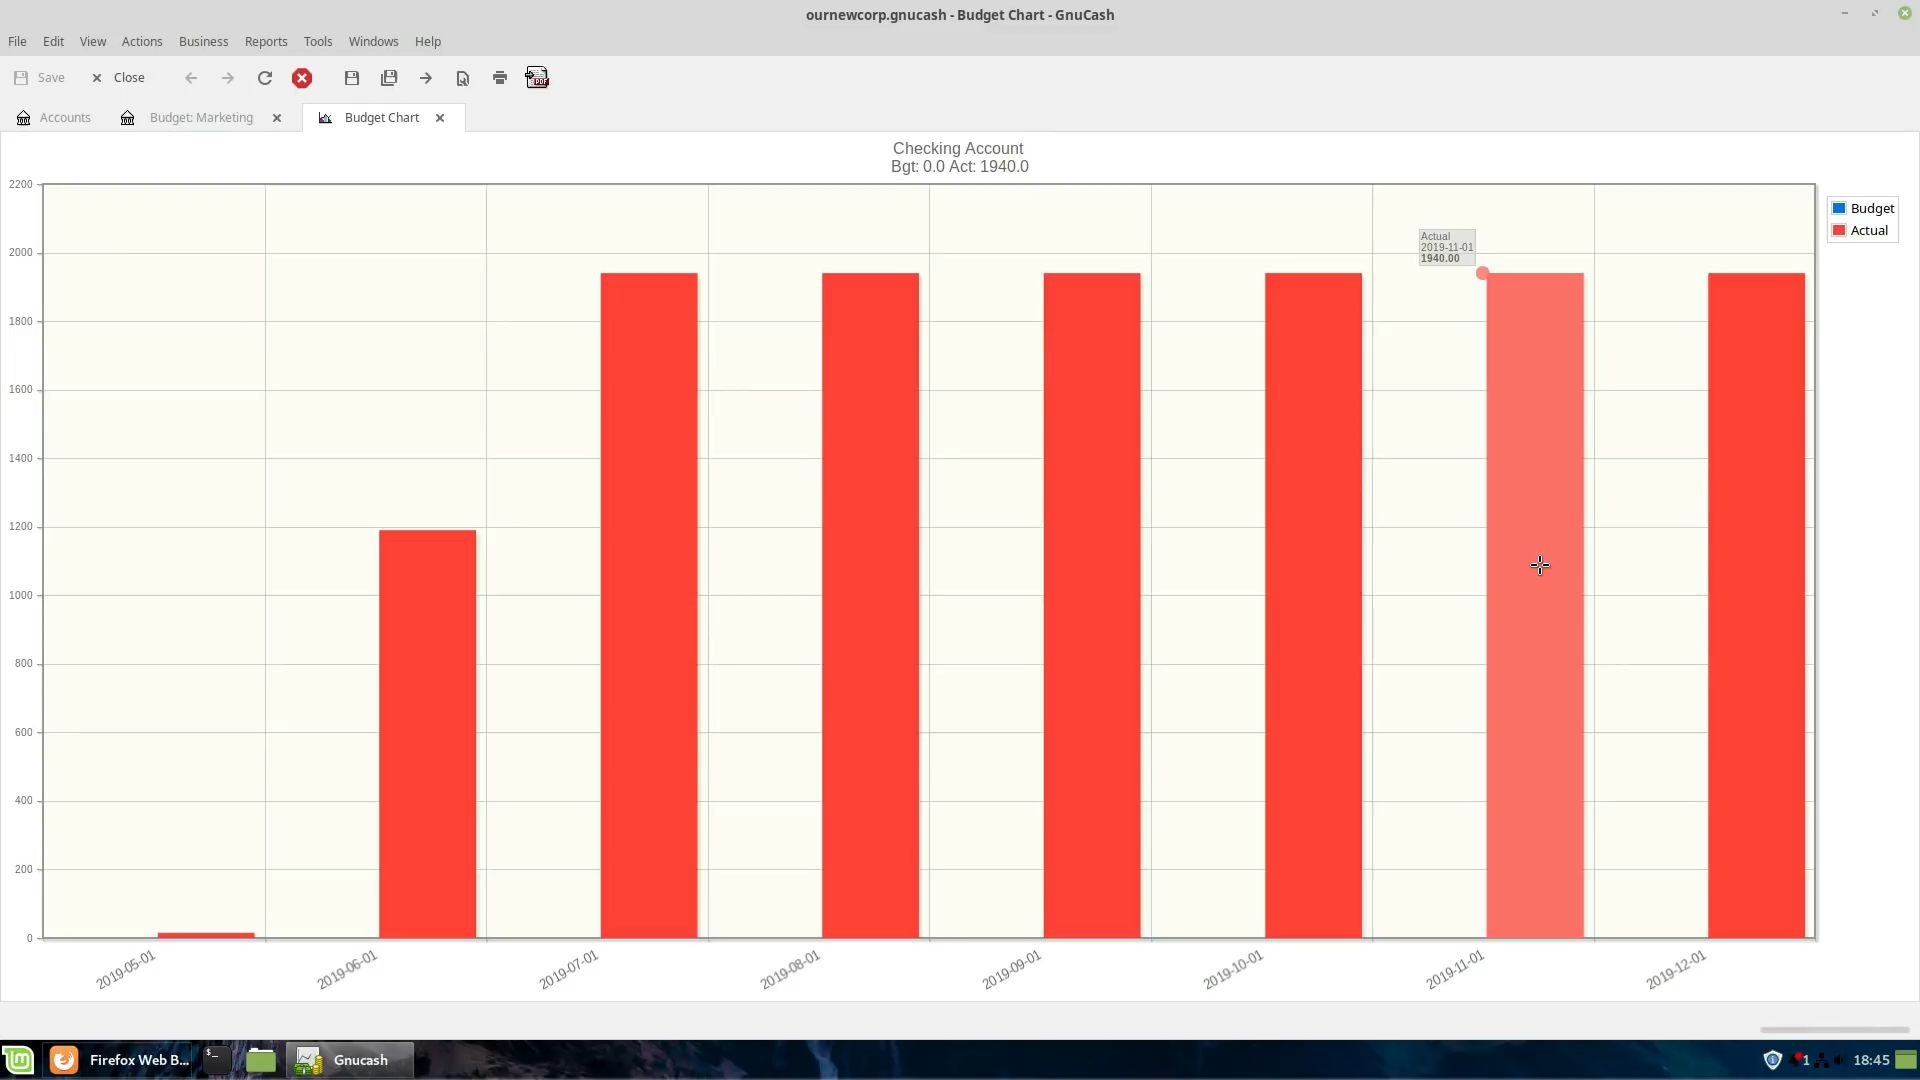 ournewcorp.gnucash - Budget Chart - GnuCash
File Edit View Actions Business Reports Tools Windows Help
Save Close
Accounts Budget: Marketing Budget Chart
Checking Account
Bgt: 0.0 Act: 1940.0
2200
2000
1800
1600
1400
1200
1000
800
600
400
200
0
Actual
2019-11-01
1940.00
Budget
Actual
2019-05-01 2019-06-01 2019-07-01 2019-08-01 2019-09-01 2019-10-01 2019-11-01 2019-12-01
Firefox Web B... Gnucash 1 18:45